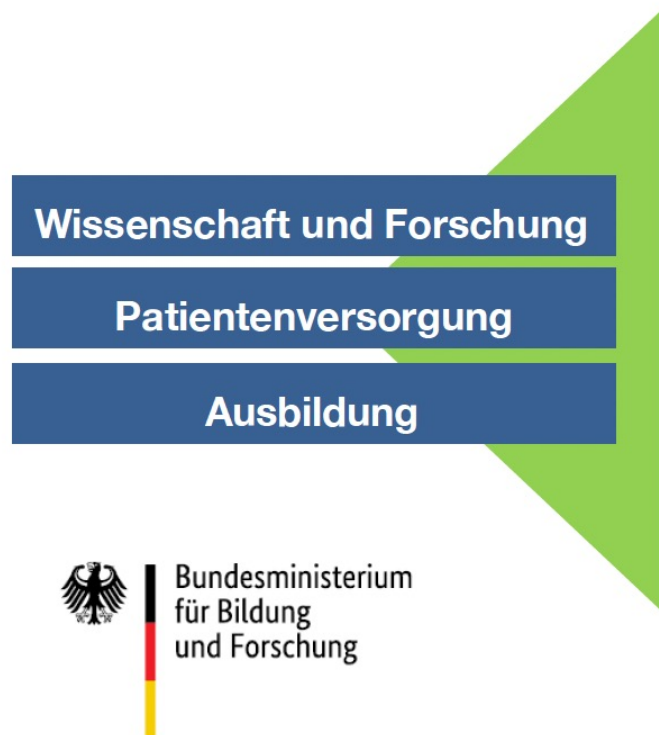 Wissenschaft und Forschung
Patientenversorgung
Ausbildung
Bundesministerium
für Bildung
und Forschung